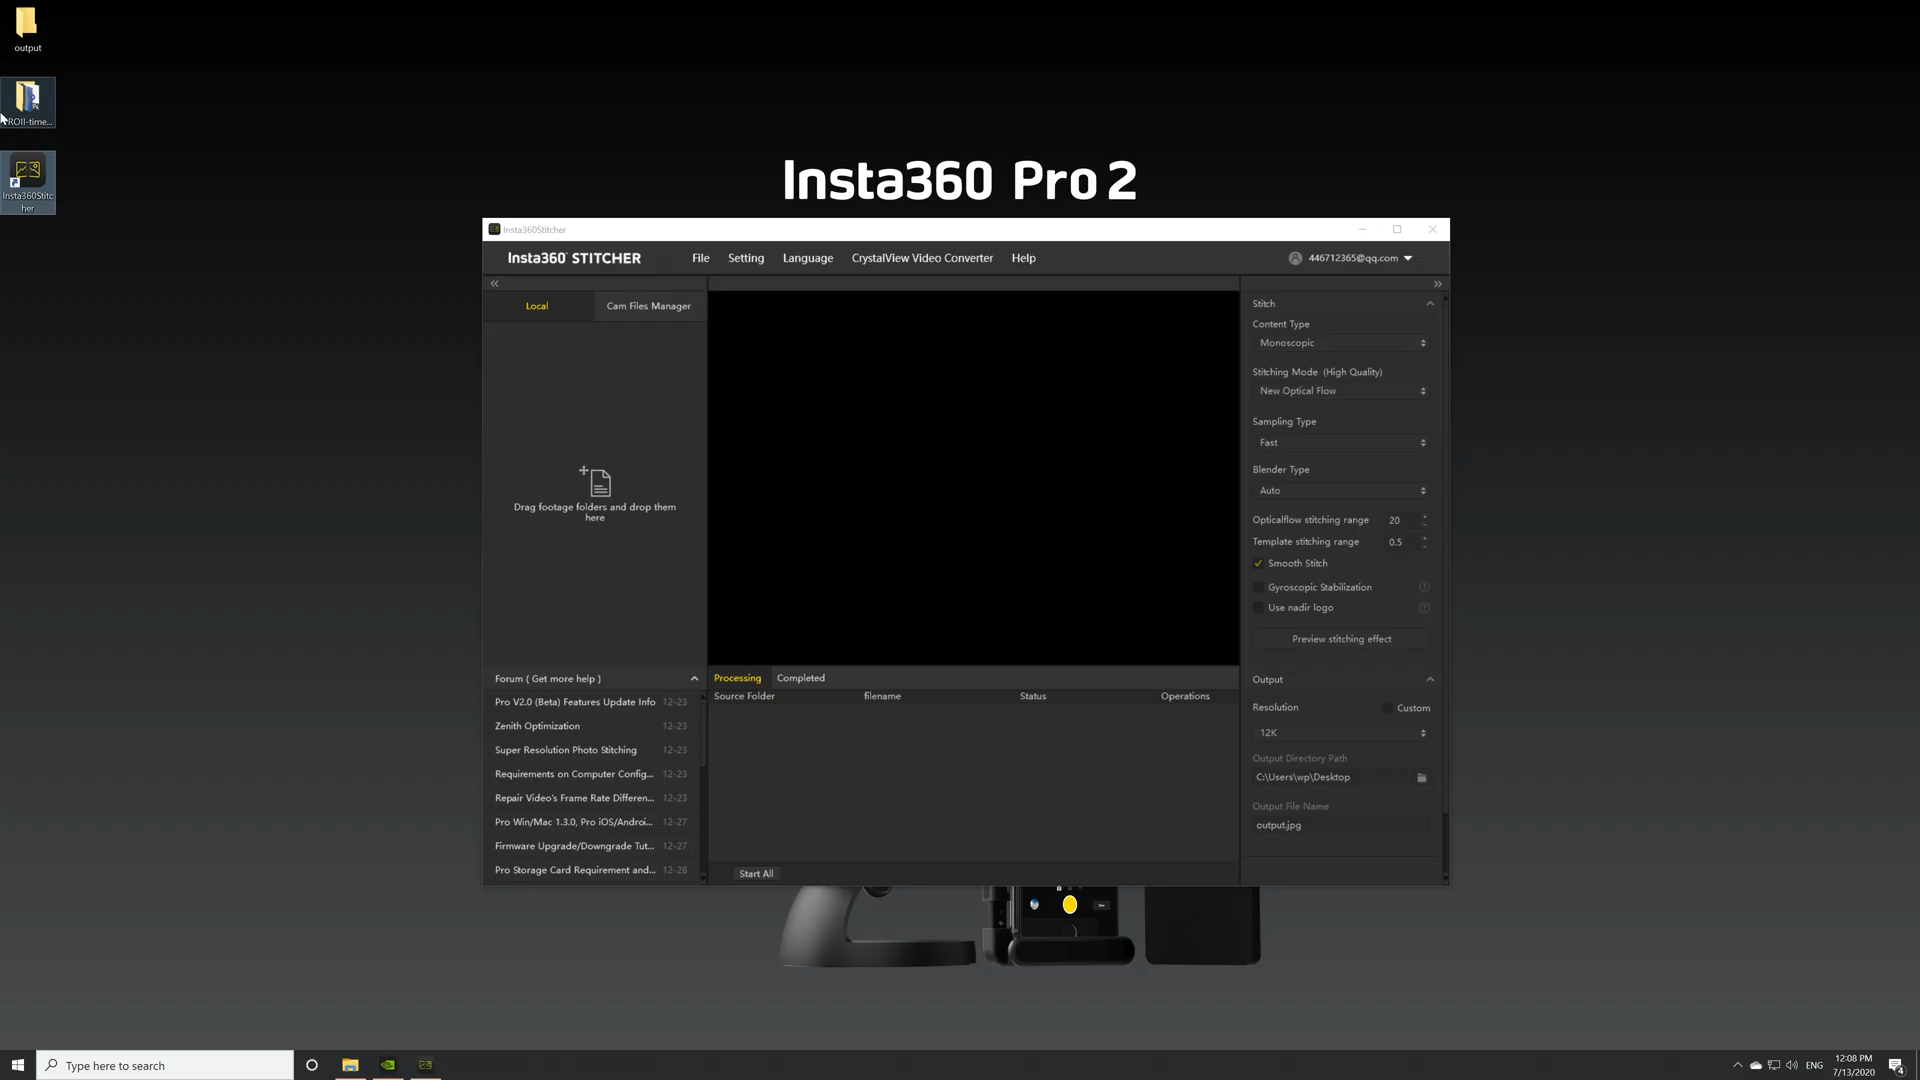 output
ROII-time...
Insta360Stitc
her
Insta360 Pro 2
Insta360Stitcher
Insta360° STITCHER
File
Setting
Language
CrystalView Video Converter
Help
446712365@qq.com
Local
Cam Files Manager
Drag footage folders and drop them
here
Forum ( Get more help )
Pro V2.0 (Beta) Features Update Info 12-23
Zenith Optimization 12-23
Super Resolution Photo Stitching 12-23
Requirements on Computer Config... 12-23
Repair Video's Frame Rate Differen... 12-23
Pro Win/Mac 1.3.0, Pro iOS/Androi... 12-27
Firmware Upgrade/Downgrade Tut... 12-27
Pro Storage Card Requirement and... 12-28
Processing
Completed
Source Folder
filename
Status
Operations
Start All
Stitch
Content Type
Monoscopic
Stitching Mode (High Quality)
New Optical Flow
Sampling Type
Fast
Blender Type
Auto
Opticalflow stitching range 20
Template stitching range 0.5
Smooth Stitch
Gyroscopic Stabilization ?
Use nadir logo ?
Preview stitching effect
Output
Resolution
Custom
12K
Output Directory Path
C:\Users\wp\Desktop
Output File Name
output.jpg
Type here to search
ENG
12:08 PM
7/13/2020
4